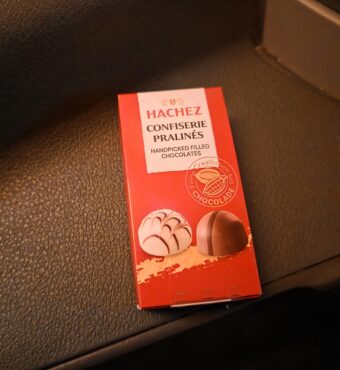 HACHEZ
CONFISERIE
PRALINÉS
HANDPICKED FILLED
CHOCOLATES
CHOCOLADE